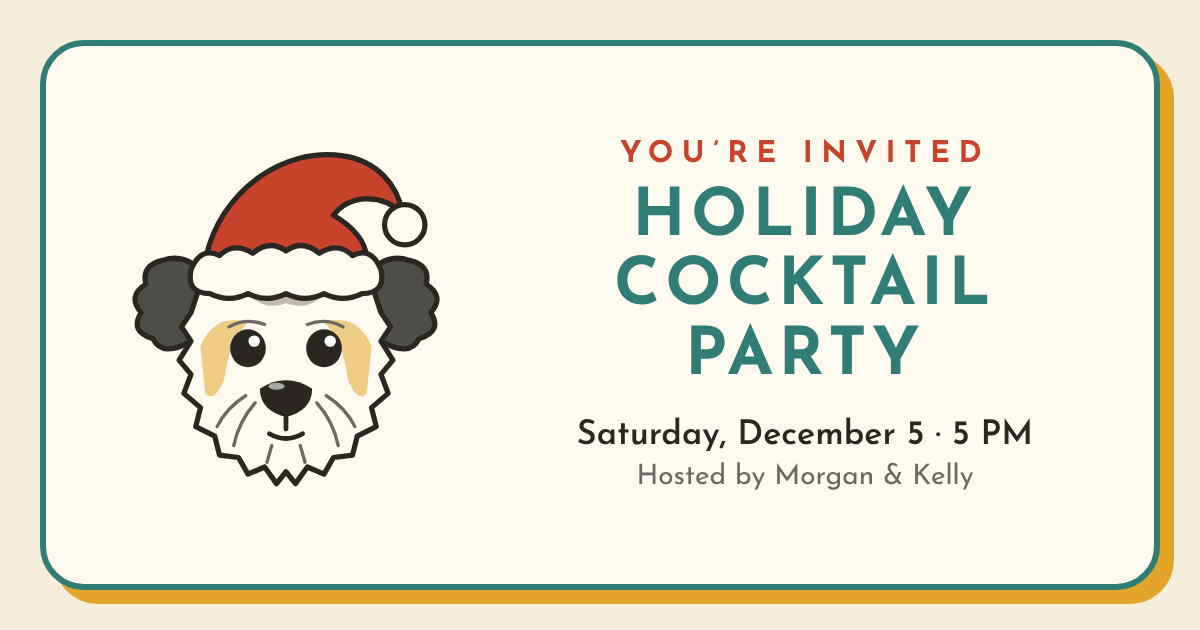 YOU’RE INVITED
HOLIDAY
COCKTAIL
PARTY
Saturday, December 5 · 5 PM
Hosted by Morgan & Kelly